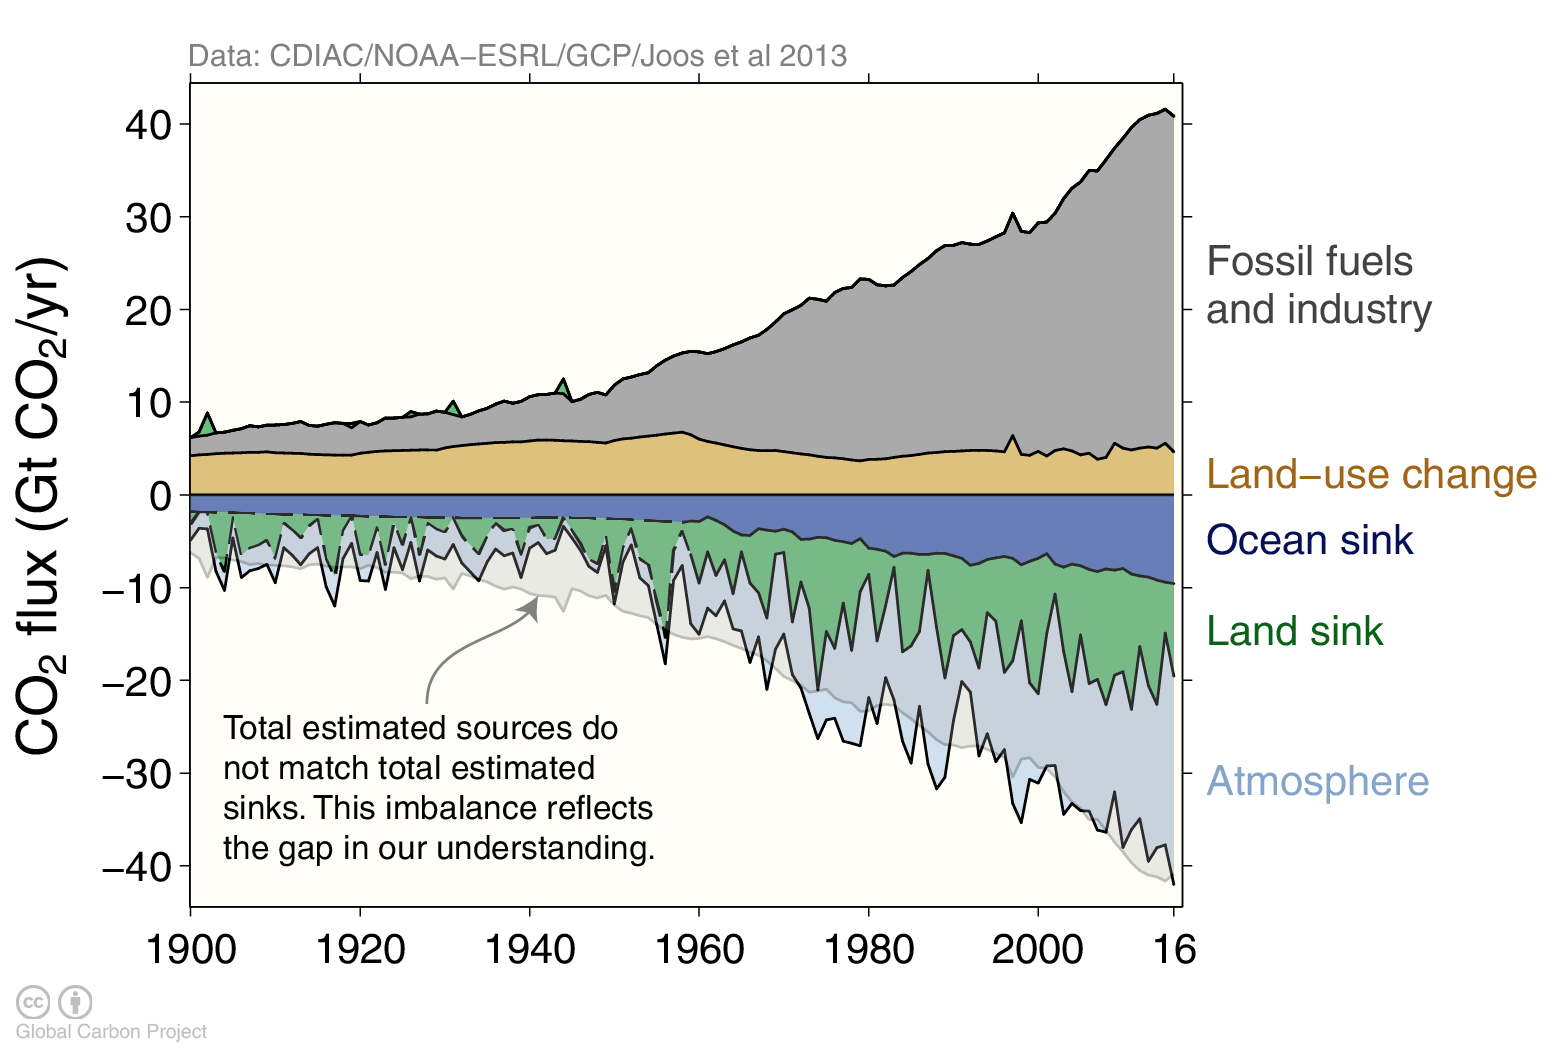 Data: CDIAC/NOAA−ESRL/GCP/Joos et al 2013
CO₂ flux (Gt CO₂/yr)
40
30
20
10
0
−10
−20
−30
−40
Fossil fuels
and industry
Land−use change
Ocean sink
Land sink
Atmosphere
Total estimated sources do
not match total estimated
sinks. This imbalance reflects
the gap in our understanding.
1900 1920 1940 1960 1980 2000 16
cc
Global Carbon Project